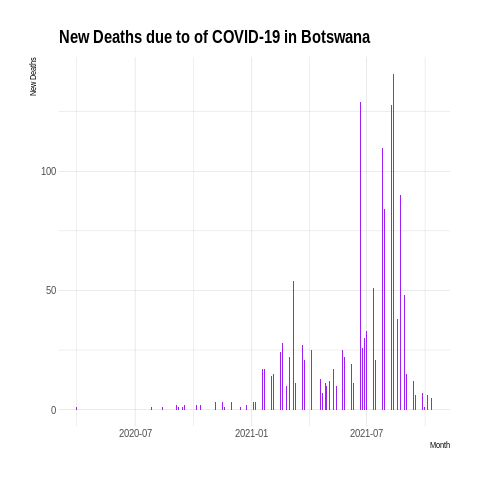 New Deaths due to of COVID-19 in Botswana
New Deaths
100
50
0
2020-07
2021-01
2021-07
Month